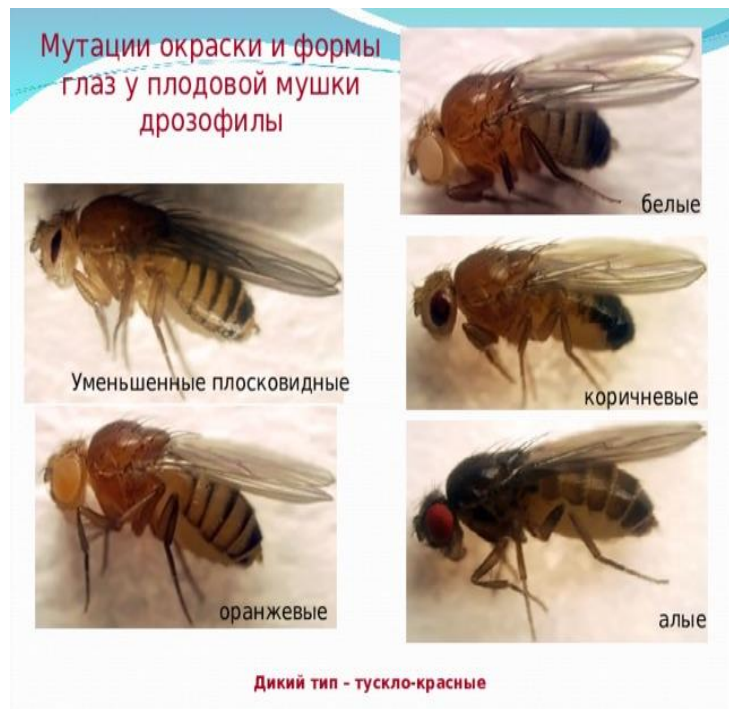 Мутации окраски и формы
глаз у плодовой мушки
дрозофилы
белые
Уменьшенные плосковидные
коричневые
оранжевые
алые
Дикий тип – тускло-красные